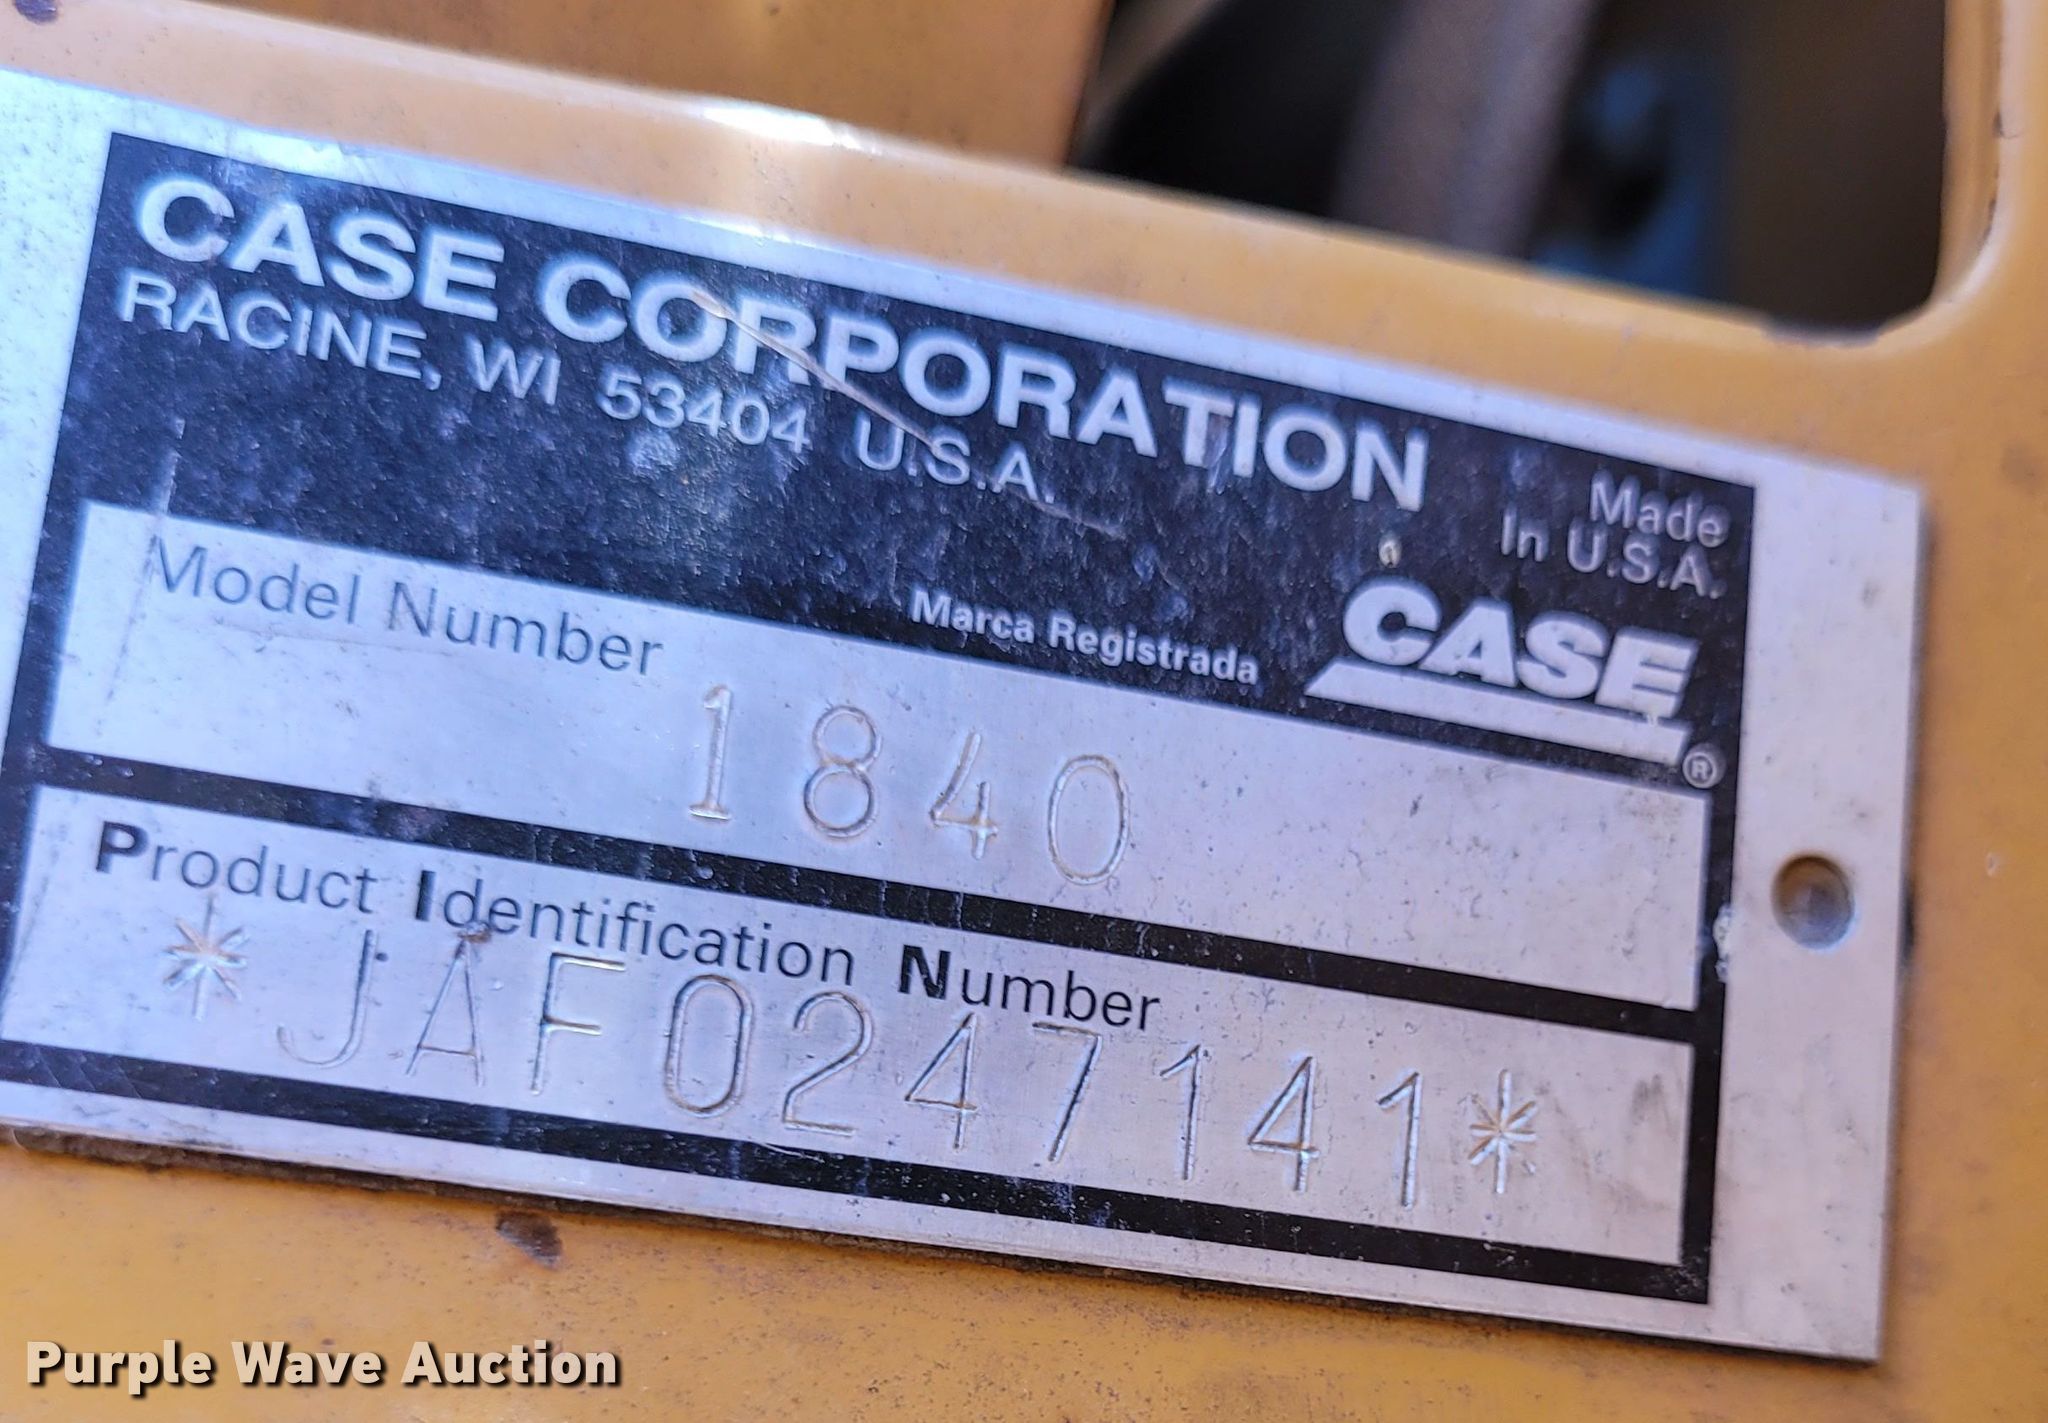 CASE CORPORATION
RACINE, WI 53404 U.S.A.
Made
In U.S.A.
Marca Registrada
CASE®
Model Number
1840
Product Identification Number
*JAF0247141*
Purple Wave Auction